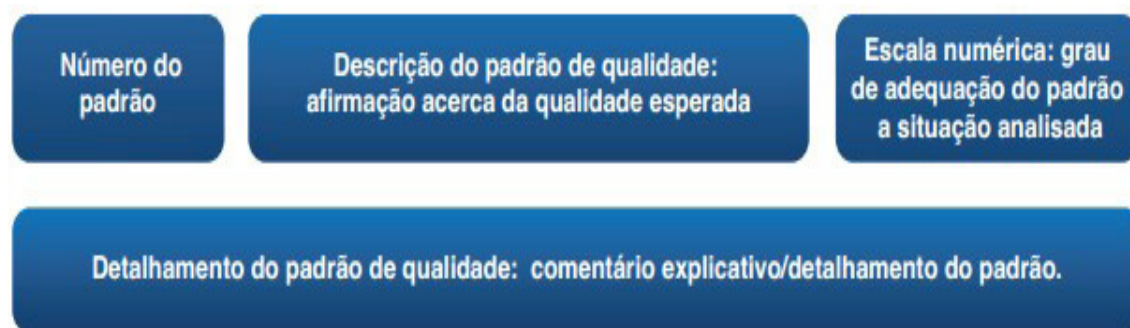 Número do
padrão
Descrição do padrão de qualidade:
afirmação acerca da qualidade esperada
Escala numérica: grau
de adequação do padrão
a situação analisada
Detalhamento do padrão de qualidade: comentário explicativo/detalhamento do padrão.